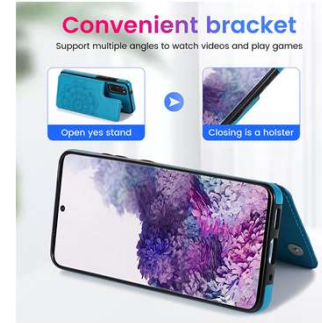 Convenient bracket
Support multiple angles to watch videos and play games
Open yes stand
Closing is a holster